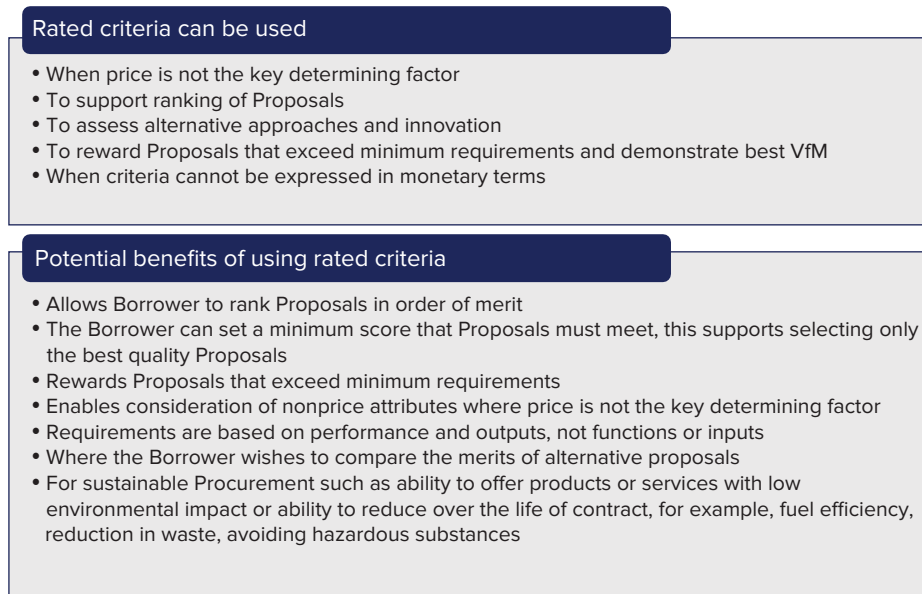 Rated criteria can be used
• When price is not the key determining factor
• To support ranking of Proposals
• To assess alternative approaches and innovation
• To reward Proposals that exceed minimum requirements and demonstrate best VfM
• When criteria cannot be expressed in monetary terms
Potential benefits of using rated criteria
• Allows Borrower to rank Proposals in order of merit
• The Borrower can set a minimum score that Proposals must meet, this supports selecting only
the best quality Proposals
• Rewards Proposals that exceed minimum requirements
• Enables consideration of nonprice attributes where price is not the key determining factor
• Requirements are based on performance and outputs, not functions or inputs
• Where the Borrower wishes to compare the merits of alternative proposals
• For sustainable Procurement such as ability to offer products or services with low
environmental impact or ability to reduce over the life of contract, for example, fuel efficiency,
reduction in waste, avoiding hazardous substances